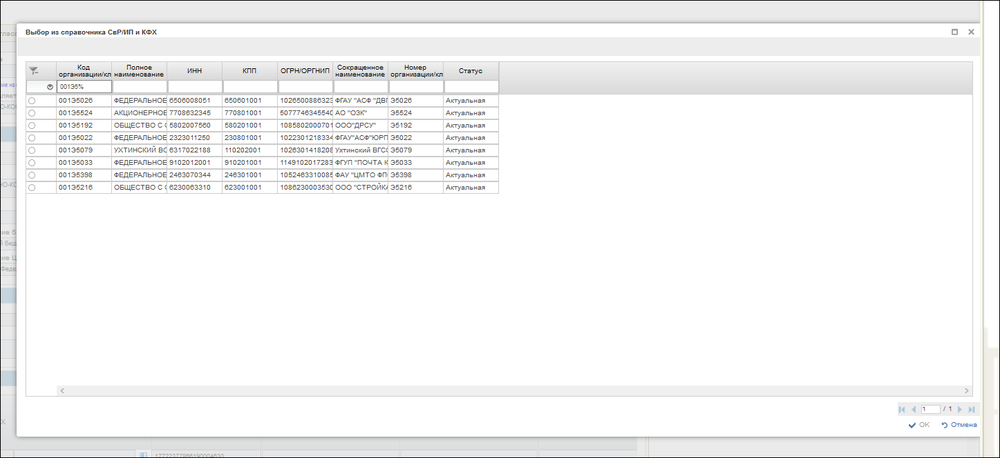 Выбор из справочника СвР/ИП и КФХ
Код организации/кл Полное наименование ИНН КПП ОГРН/ОРГНИП Сокращенное наименование Номер организации/кл Статус
001Э5%
001Э5026 ФЕДЕРАЛЬНОЕ 6506008051 650601001 1026500886323 ФГАУ "АСФ "ДВП Э5026 Актуальная
001Э5524 АКЦИОНЕРНОЕ 7708632345 770801001 5077746345540 АО "ОЗК" Э5524 Актуальная
001Э5192 ОБЩЕСТВО С О 5802007560 580201001 1085802000701 ООО"ДРСУ" Э5192 Актуальная
001Э5022 ФЕДЕРАЛЬНОЕ 2323011250 230801001 1022301218334 ФГАУ"АСФ"ЮРП Э5022 Актуальная
001Э5079 УХТИНСКИЙ ВО 6317022188 110202001 1026301418208 Ухтинский ВГСО Э5079 Актуальная
001Э5033 ФЕДЕРАЛЬНОЕ 9102012001 910201001 1149102017283 ФГУП "ПОЧТА К Э5033 Актуальная
001Э5398 ФЕДЕРАЛЬНОЕ 2463070344 246301001 1052463310085 ФАУ "ЦМТО ФПС Э5398 Актуальная
001Э5216 ОБЩЕСТВО С О 6230063310 623001001 1086230003530 ООО "СТРОЙКА Э5216 Актуальная
1 / 1
OK Отмена